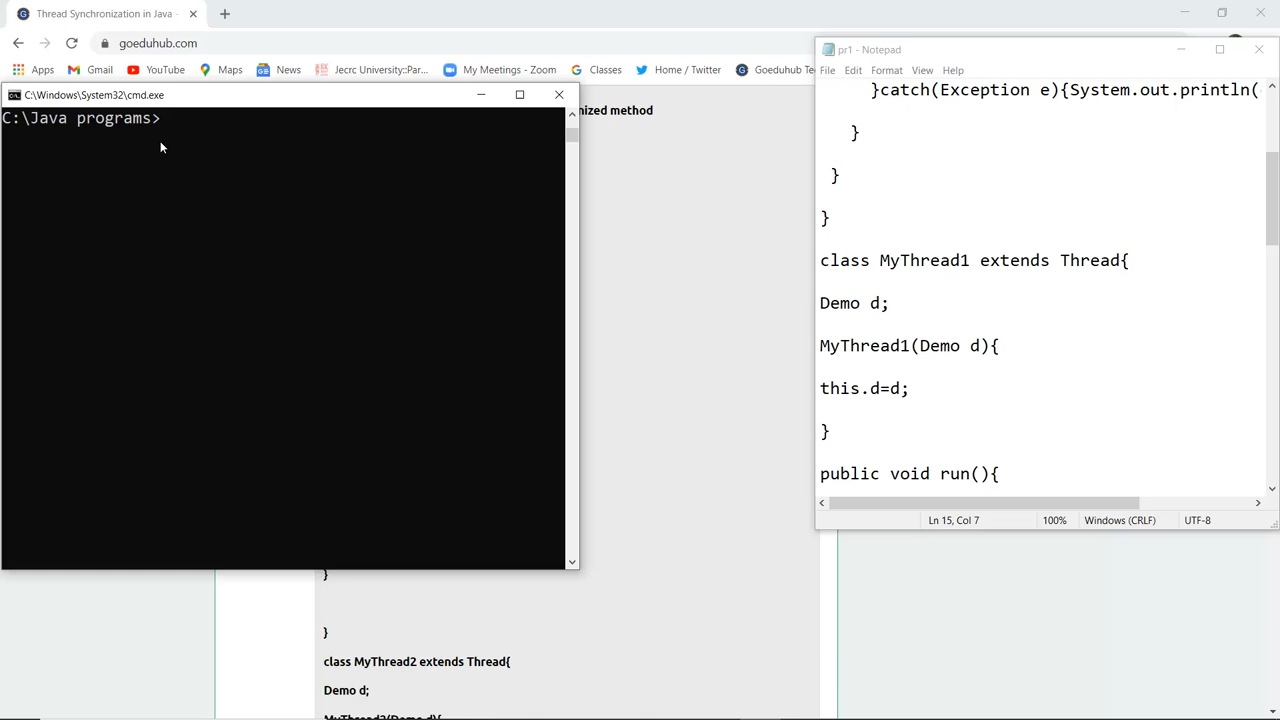 Thread Synchronization in Java -
goeduhub.com
Apps
Gmail
YouTube
Maps
News
Jecrc University::Par...
My Meetings - Zoom
Classes
Home / Twitter
Goeduhub Te
C:\Windows\System32\cmd.exe
C:\Java programs>
nized method
pr1 - Notepad
File Edit Format View Help
}catch(Exception e){System.out.println(
}
}
}
class MyThread1 extends Thread{
Demo d;
MyThread1(Demo d){
this.d=d;
}
public void run(){
Ln 15, Col 7
100%
Windows (CRLF)
UTF-8
}
}
class MyThread2 extends Thread{
Demo d;
MyThread2(Demo d){